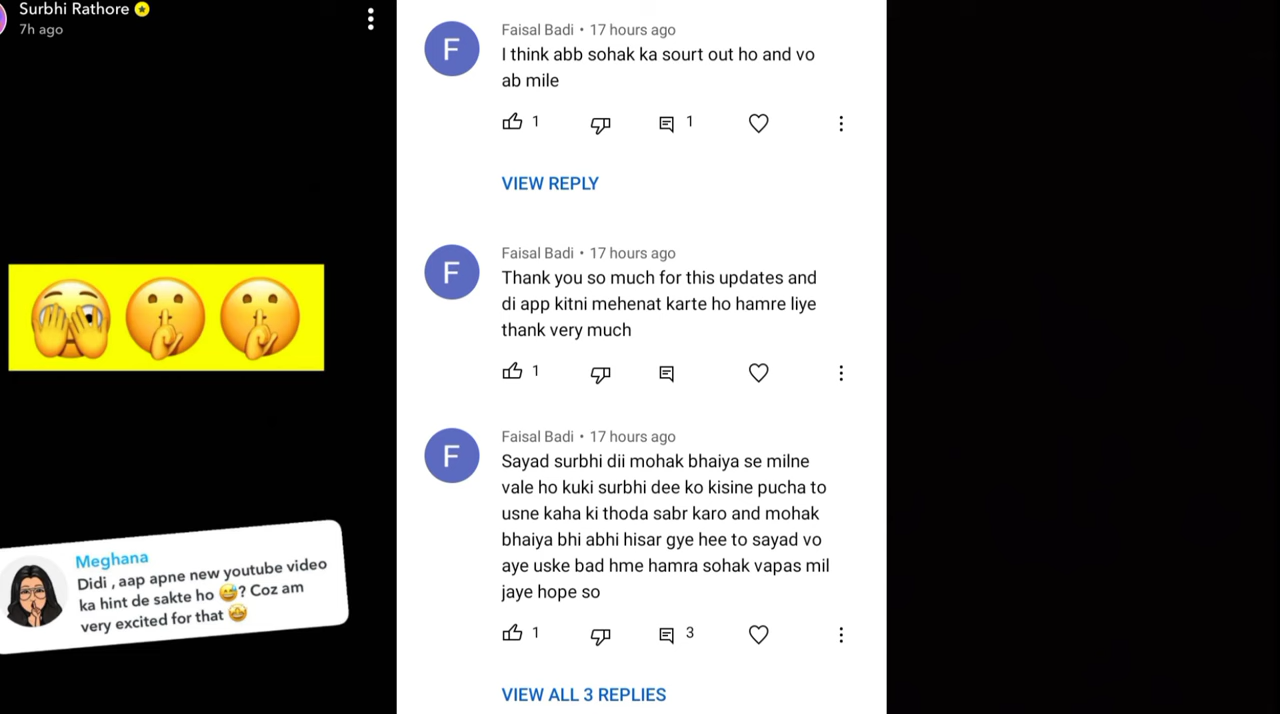 Surbhi Rathore
7h ago
Meghana
Didi , aap apne new youtube video
ka hint de sakte ho 😅? Coz am
very excited for that 🤩
F
Faisal Badi • 17 hours ago
I think abb sohak ka sourt out ho and vo
ab mile
1
1
VIEW REPLY
F
Faisal Badi • 17 hours ago
Thank you so much for this updates and
di app kitni mehenat karte ho hamre liye
thank very much
1
F
Faisal Badi • 17 hours ago
Sayad surbhi dii mohak bhaiya se milne
vale ho kuki surbhi dee ko kisine pucha to
usne kaha ki thoda sabr karo and mohak
bhaiya bhi abhi hisar gye hee to sayad vo
aye uske bad hme hamra sohak vapas mil
jaye hope so
1
3
VIEW ALL 3 REPLIES